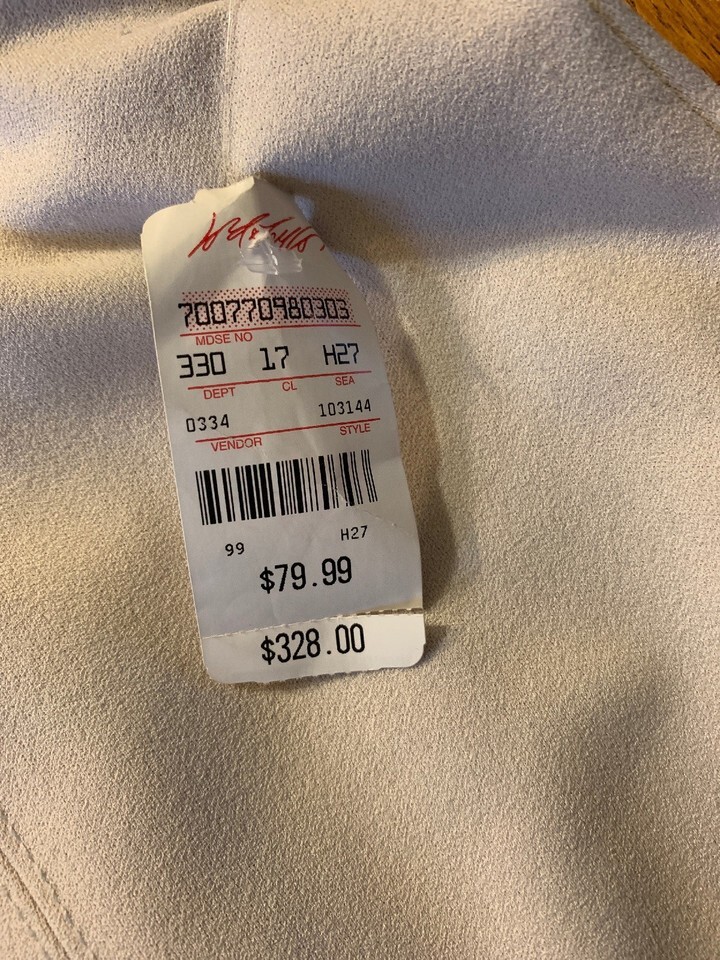 700770980303
MDSE NO
330 17 H27
DEPT CL SEA
0334 103144
VENDOR STYLE
99 H27
$79.99
$328.00